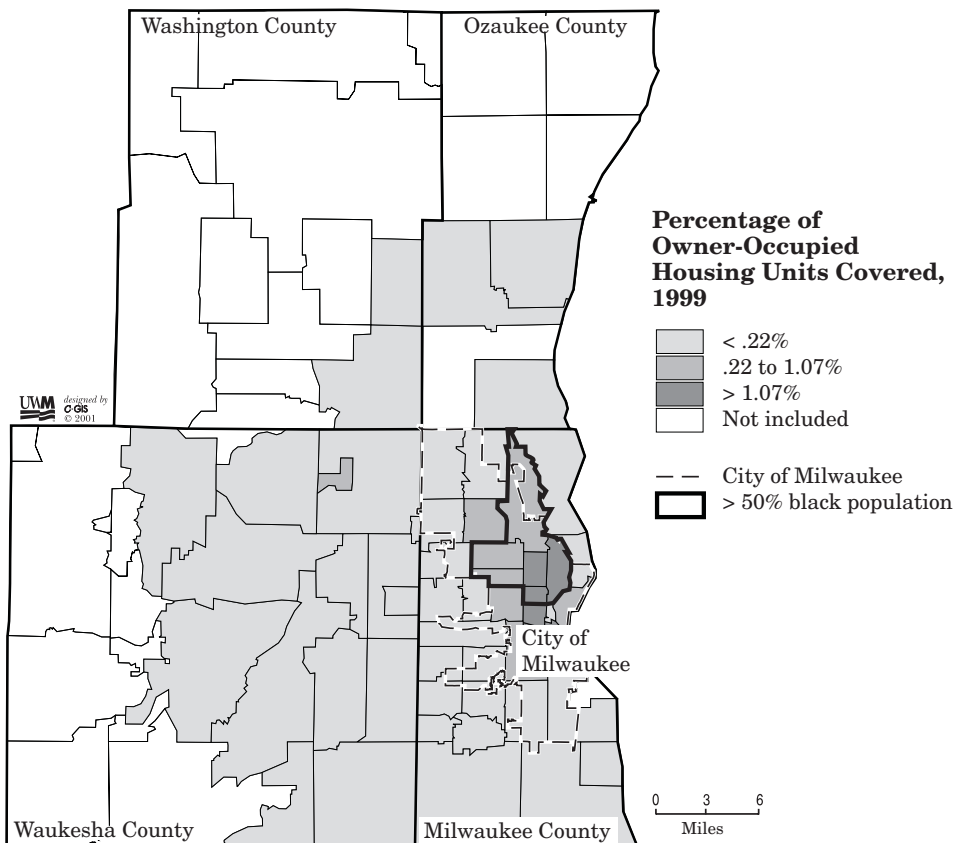 Washington County
Ozaukee County
Percentage of
Owner-Occupied
Housing Units Covered,
1999
< .22%
.22 to 1.07%
> 1.07%
Not included
City of Milwaukee
> 50% black population
UWM
designed by
C·GIS
© 2001
City of
Milwaukee
0 3 6
Miles
Waukesha County
Milwaukee County